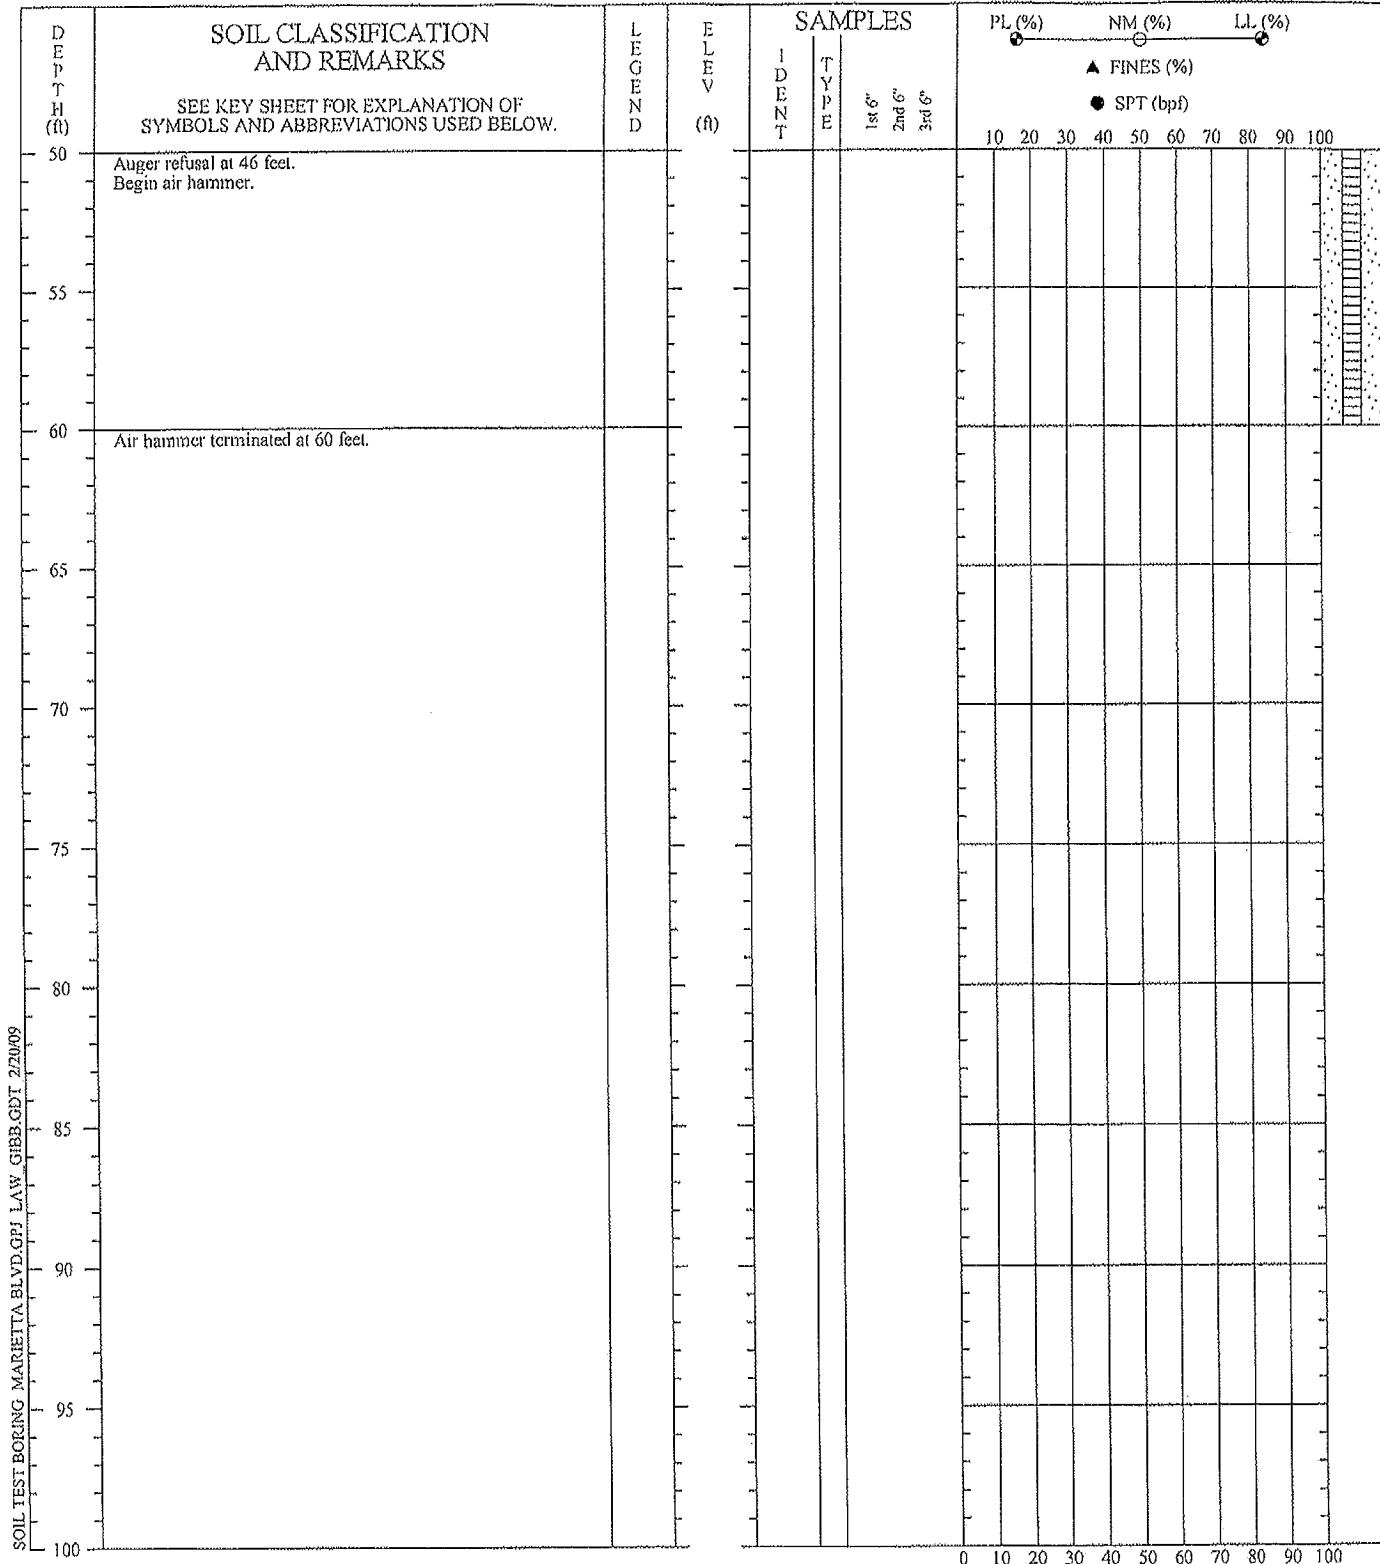 DEPTH (ft)
SOIL CLASSIFICATION
AND REMARKS
SEE KEY SHEET FOR EXPLANATION OF
SYMBOLS AND ABBREVIATIONS USED BELOW.
LEGEND
ELEV (ft)
SAMPLES
IDENT
TYPE
1st 6"
2nd 6"
3rd 6"
PL (%) NM (%) LL (%)
▲ FINES (%)
● SPT (bpf)
10 20 30 40 50 60 70 80 90 100
50
Auger refusal at 46 feet.
Begin air hammer.
55
60
Air hammer terminated at 60 feet.
65
70
75
80
85
90
95
100
0 10 20 30 40 50 60 70 80 90 100
SOIL TEST BORING MARIETTA BLVD.GPJ LAW_GIBB.GDT 2/20/09